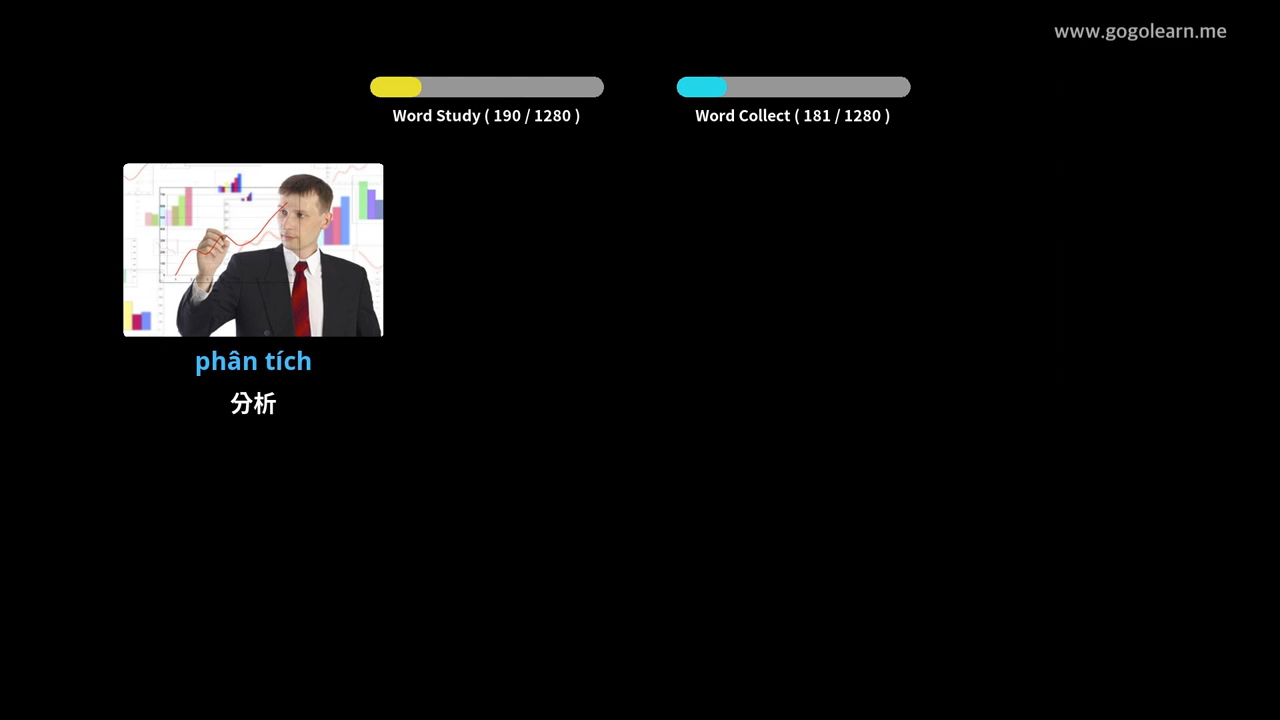 www.gogolearn.me
Word Study ( 190 / 1280 )
Word Collect ( 181 / 1280 )
phân tích
分析